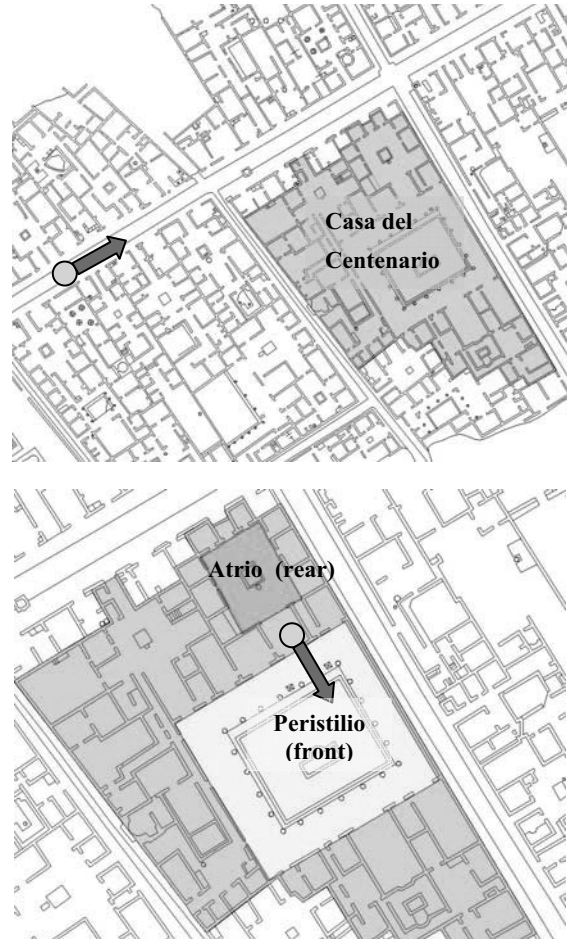 Casa del
Centenario
Atrio (rear)
Peristilio
(front)